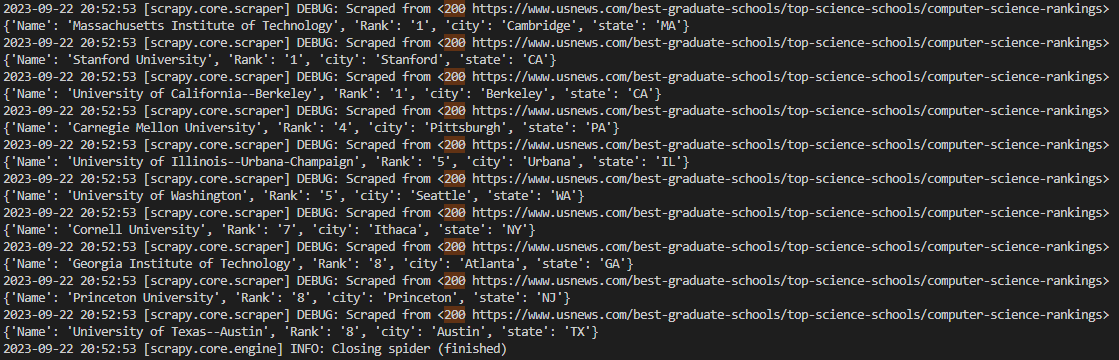 2023-09-22 20:52:53 [scrapy.core.scraper] DEBUG: Scraped from <200 https://www.usnews.com/best-graduate-schools/top-science-schools/computer-science-rankings>
{'Name': 'Massachusetts Institute of Technology', 'Rank': '1', 'city': 'Cambridge', 'state': 'MA'}
2023-09-22 20:52:53 [scrapy.core.scraper] DEBUG: Scraped from <200 https://www.usnews.com/best-graduate-schools/top-science-schools/computer-science-rankings>
{'Name': 'Stanford University', 'Rank': '1', 'city': 'Stanford', 'state': 'CA'}
2023-09-22 20:52:53 [scrapy.core.scraper] DEBUG: Scraped from <200 https://www.usnews.com/best-graduate-schools/top-science-schools/computer-science-rankings>
{'Name': 'University of California--Berkeley', 'Rank': '1', 'city': 'Berkeley', 'state': 'CA'}
2023-09-22 20:52:53 [scrapy.core.scraper] DEBUG: Scraped from <200 https://www.usnews.com/best-graduate-schools/top-science-schools/computer-science-rankings>
{'Name': 'Carnegie Mellon University', 'Rank': '4', 'city': 'Pittsburgh', 'state': 'PA'}
2023-09-22 20:52:53 [scrapy.core.scraper] DEBUG: Scraped from <200 https://www.usnews.com/best-graduate-schools/top-science-schools/computer-science-rankings>
{'Name': 'University of Illinois--Urbana-Champaign', 'Rank': '5', 'city': 'Urbana', 'state': 'IL'}
2023-09-22 20:52:53 [scrapy.core.scraper] DEBUG: Scraped from <200 https://www.usnews.com/best-graduate-schools/top-science-schools/computer-science-rankings>
{'Name': 'University of Washington', 'Rank': '5', 'city': 'Seattle', 'state': 'WA'}
2023-09-22 20:52:53 [scrapy.core.scraper] DEBUG: Scraped from <200 https://www.usnews.com/best-graduate-schools/top-science-schools/computer-science-rankings>
{'Name': 'Cornell University', 'Rank': '7', 'city': 'Ithaca', 'state': 'NY'}
2023-09-22 20:52:53 [scrapy.core.scraper] DEBUG: Scraped from <200 https://www.usnews.com/best-graduate-schools/top-science-schools/computer-science-rankings>
{'Name': 'Georgia Institute of Technology', 'Rank': '8', 'city': 'Atlanta', 'state': 'GA'}
2023-09-22 20:52:53 [scrapy.core.scraper] DEBUG: Scraped from <200 https://www.usnews.com/best-graduate-schools/top-science-schools/computer-science-rankings>
{'Name': 'Princeton University', 'Rank': '8', 'city': 'Princeton', 'state': 'NJ'}
2023-09-22 20:52:53 [scrapy.core.scraper] DEBUG: Scraped from <200 https://www.usnews.com/best-graduate-schools/top-science-schools/computer-science-rankings>
{'Name': 'University of Texas--Austin', 'Rank': '8', 'city': 'Austin', 'state': 'TX'}
2023-09-22 20:52:53 [scrapy.core.engine] INFO: Closing spider (finished)